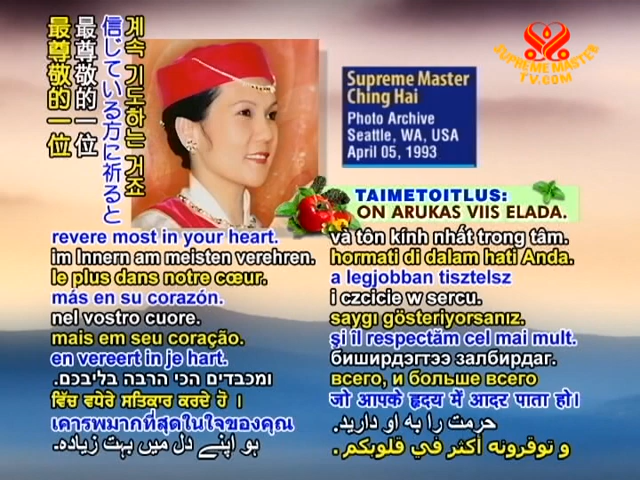 계속 기도하는 거죠
信じている方に祈ると
最尊敬的一位
最尊敬的一位
SUPREME MASTER
TV.COM
Supreme Master
Ching Hai
Photo Archive
Seattle, WA, USA
April 05, 1993
TAIMETOITLUS:
ON ARUKAS VIIS ELADA.
revere most in your heart.
im Innern am meisten verehren.
le plus dans notre cœur.
más en su corazón.
nel vostro cuore.
mais em seu coração.
en vereert in je hart.
ומכבדים הכי הרבה בליבכם.
ਵਿੱਚ ਵਧੇਰੇ ਸਤਿਕਾਰ ਕਰਦੇ ਹੋ ।
เคารพมากที่สุดในใจของคุณ
ہو اپنے دل میں بہت زیادہ.
và tôn kính nhất trong tâm.
hormati di dalam hati Anda.
a legjobban tisztelsz
i czcicie w sercu.
saygı gösteriyorsanız.
şi îl respectăm cel mai mult.
биширдэгтээ залбирдаг.
всего, и больше всего
जो आपके हृदय में आदर पाता हो।
حرمت را به او دارید.
و توقرونه أكثر في قلوبكم.